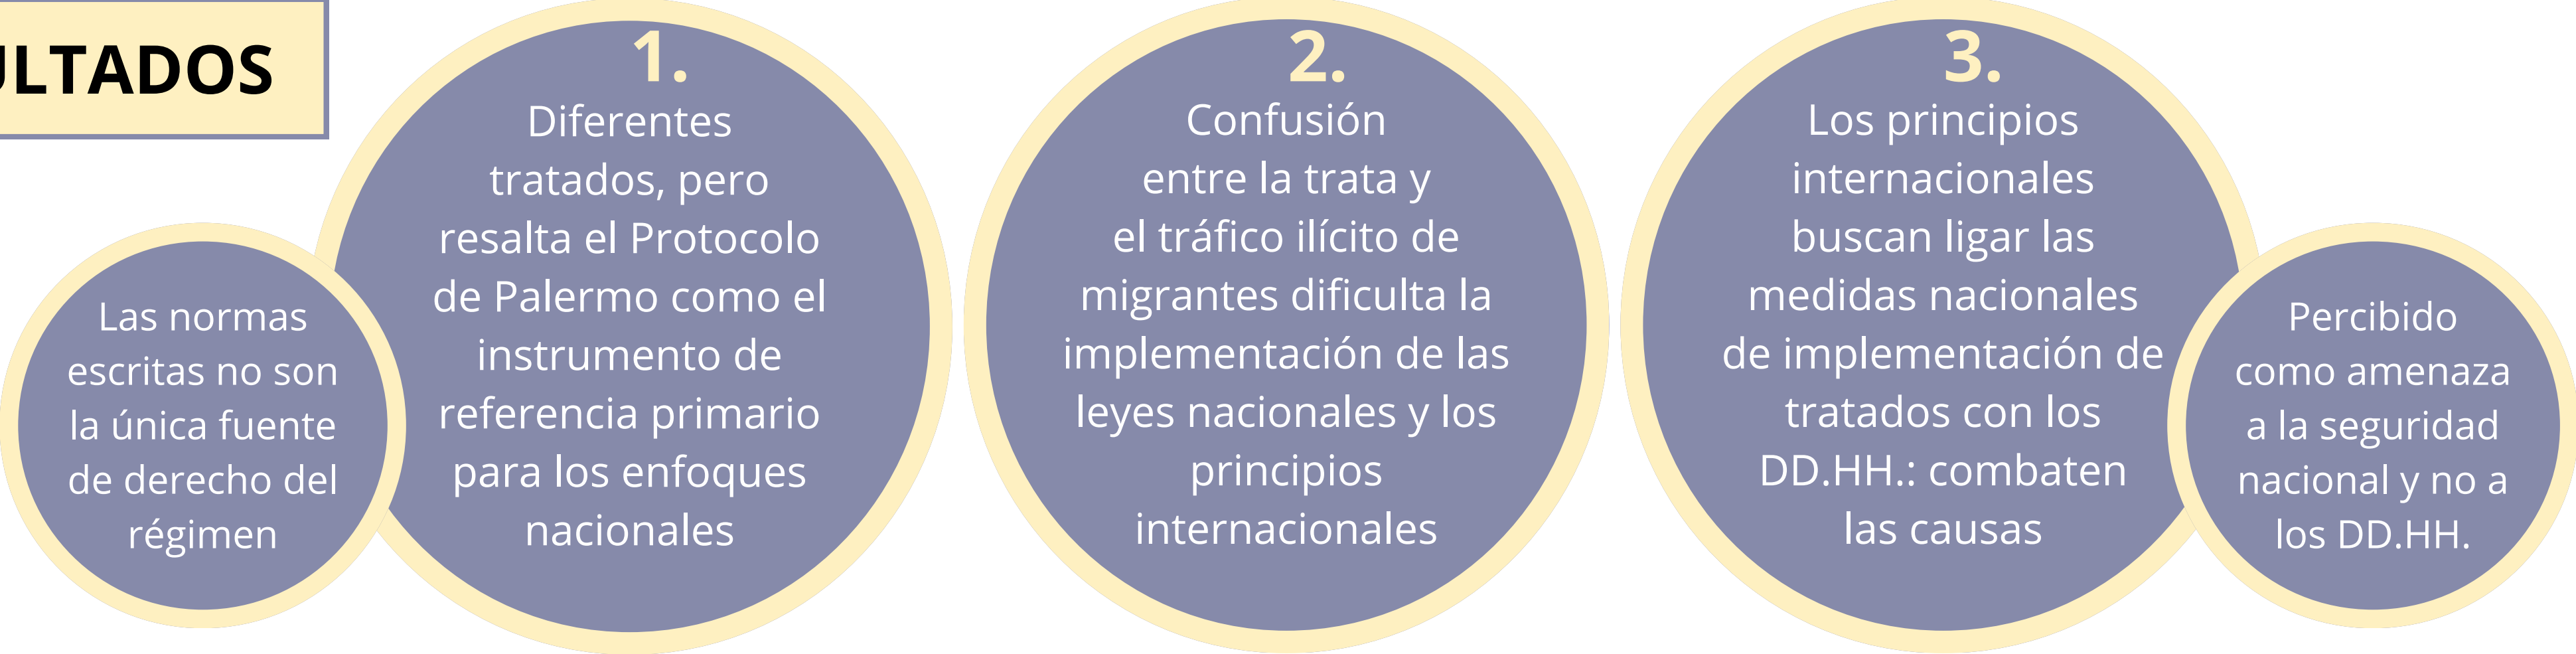 ULTADOS
1.
Diferentes
tratados, pero
resalta el Protocolo
de Palermo como el
instrumento de
referencia primario
para los enfoques
nacionales
Las normas
escritas no son
la única fuente
de derecho del
régimen
2.
Confusión
entre la trata y
el tráfico ilícito de
migrantes dificulta la
implementación de las
leyes nacionales y los
principios
internacionales
3.
Los principios
internacionales
buscan ligar las
medidas nacionales
de implementación de
tratados con los
DD.HH.: combaten
las causas
Percibido
como amenaza
a la seguridad
nacional y no a
los DD.HH.